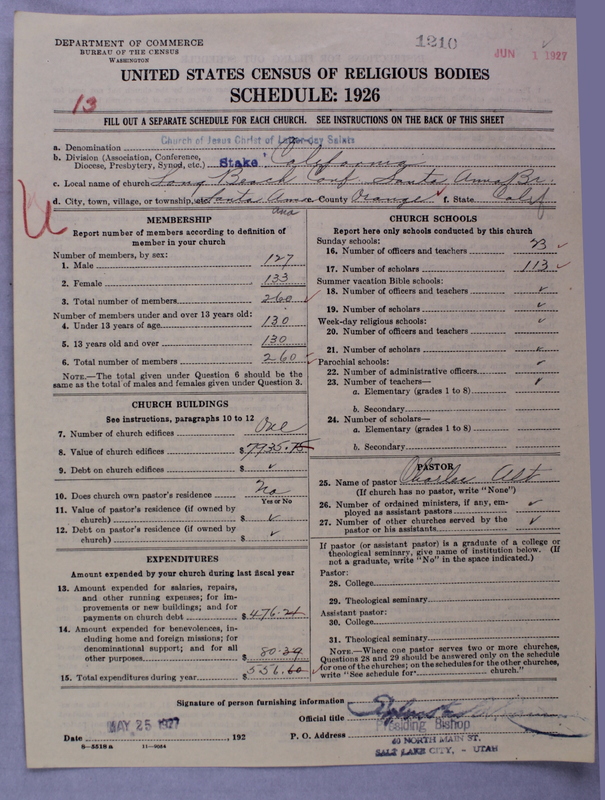 DEPARTMENT OF COMMERCE
BUREAU OF THE CENSUS
WASHINGTON
1210
JUN 1 1927
UNITED STATES CENSUS OF RELIGIOUS BODIES
SCHEDULE: 1926
13
FILL OUT A SEPARATE SCHEDULE FOR EACH CHURCH. SEE INSTRUCTIONS ON THE BACK OF THIS SHEET
a. Denomination Church of Jesus Christ of Latter-day Saints
b. Division (Association, Conference, Diocese, Presbytery, Synod, etc.) Stake California
c. Local name of church Long Beach Conf Santa Anna Br.
d. City, town, village, or township, etc. Santa Ana e. County Orange f. State Calif
MEMBERSHIP
Report number of members according to definition of member in your church
Number of members, by sex:
1. Male 127
2. Female 133
3. Total number of members 260
Number of members under and over 13 years old:
4. Under 13 years of age 130
5. 13 years old and over 130
6. Total number of members 260
NOTE.—The total given under Question 6 should be the same as the total of males and females given under Question 3.
CHURCH BUILDINGS
See instructions, paragraphs 10 to 12
7. Number of church edifices One
8. Value of church edifices $7935.75
9. Debt on church edifices $ ✓
10. Does church own pastor's residence No
Yes or No
11. Value of pastor's residence (if owned by church) $ ✓
12. Debt on pastor's residence (if owned by church) $ ✓
EXPENDITURES
Amount expended by your church during last fiscal year
13. Amount expended for salaries, repairs, and other running expenses; for improvements or new buildings; and for payments on church debt $476.21
14. Amount expended for benevolences, including home and foreign missions; for denominational support; and for all other purposes $80.39
15. Total expenditures during year $556.60
CHURCH SCHOOLS
Report here only schools conducted by this church
Sunday schools:
16. Number of officers and teachers 23
17. Number of scholars 113
Summer vacation Bible schools:
18. Number of officers and teachers ✓
19. Number of scholars ✓
Week-day religious schools: ✓
20. Number of officers and teachers
21. Number of scholars ✓
Parochial schools: ✓
22. Number of administrative officers
23. Number of teachers— ✓
a. Elementary (grades 1 to 8)
b. Secondary
24. Number of scholars—
a. Elementary (grades 1 to 8)
b. Secondary
PASTOR
25. Name of pastor Charles Alt
(If church has no pastor, write "None")
26. Number of ordained ministers, if any, employed as assistant pastors ✓
27. Number of other churches served by the pastor or his assistants ✓
If pastor (or assistant pastor) is a graduate of a college or theological seminary, give name of institution below. (If not a graduate, write "No" in the space indicated.)
Pastor:
28. College
29. Theological seminary
Assistant pastor:
30. College
31. Theological seminary
NOTE.—Where one pastor serves two or more churches, Questions 28 and 29 should be answered only on the schedule for one of the churches; on the schedules for the other churches, write "See schedule for church."
Signature of person furnishing information
Official title Presiding Bishop
Date MAY 25 1927, 192 P. O. Address 40 NORTH MAIN ST.
SALT LAKE CITY, - UTAH
8—5518 a 11—9034